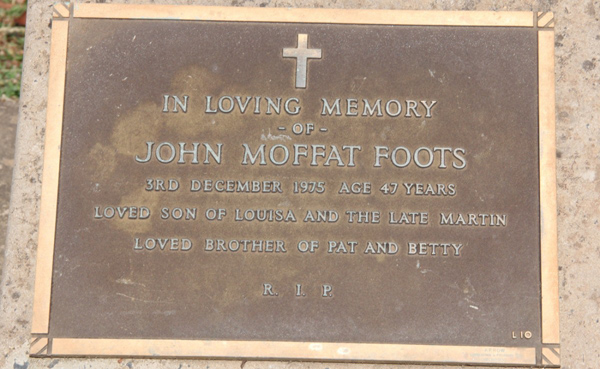 IN LOVING MEMORY
- OF -
JOHN MOFFAT FOOTS
3RD DECEMBER 1975 AGE 47 YEARS
LOVED SON OF LOUISA AND THE LATE MARTIN
LOVED BROTHER OF PAT AND BETTY
R. I. P.
L10